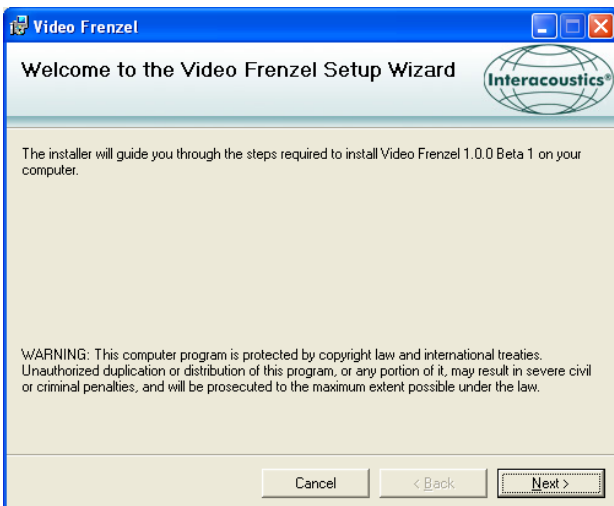 Video Frenzel
Welcome to the Video Frenzel Setup Wizard
Interacoustics®
The installer will guide you through the steps required to install Video Frenzel 1.0.0 Beta 1 on your
computer.
WARNING: This computer program is protected by copyright law and international treaties.
Unauthorized duplication or distribution of this program, or any portion of it, may result in severe civil
or criminal penalties, and will be prosecuted to the maximum extent possible under the law.
Cancel < Back Next >